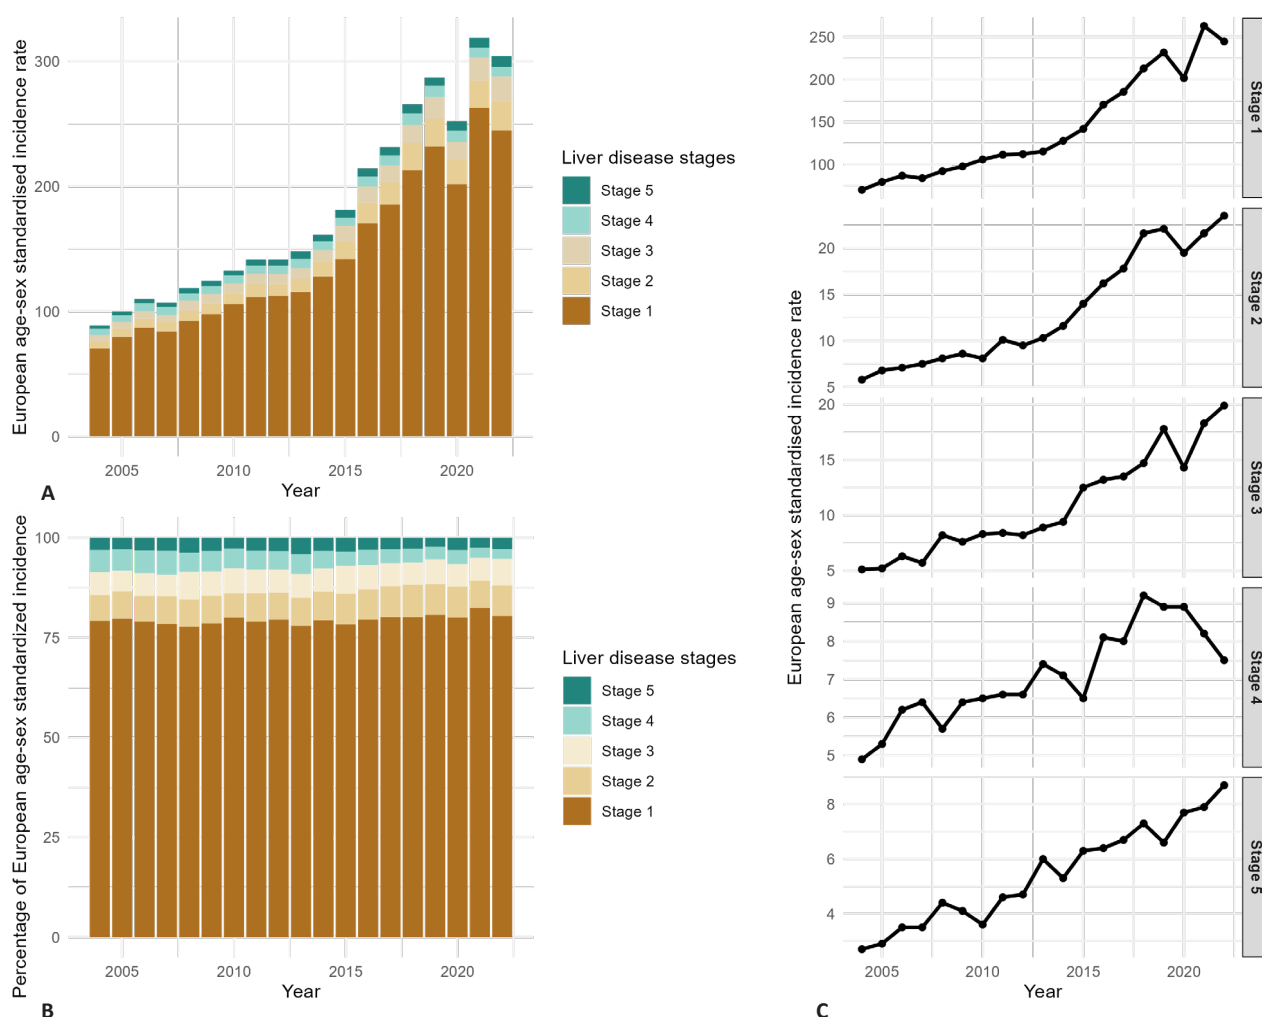 European age-sex standardised incidence rate
300
200
100
0
2005
2010
2015
2020
Year
A
Liver disease stages
Stage 5
Stage 4
Stage 3
Stage 2
Stage 1
Percentage of European age-sex standardized incidence
100
75
50
25
0
2005
2010
2015
2020
Year
B
Liver disease stages
Stage 5
Stage 4
Stage 3
Stage 2
Stage 1
European age-sex standardised incidence rate
250
200
150
100
Stage 1
20
15
10
5
Stage 2
20
15
10
5
Stage 3
9
8
7
6
5
Stage 4
8
6
4
Stage 5
2005
2010
2015
2020
Year
C